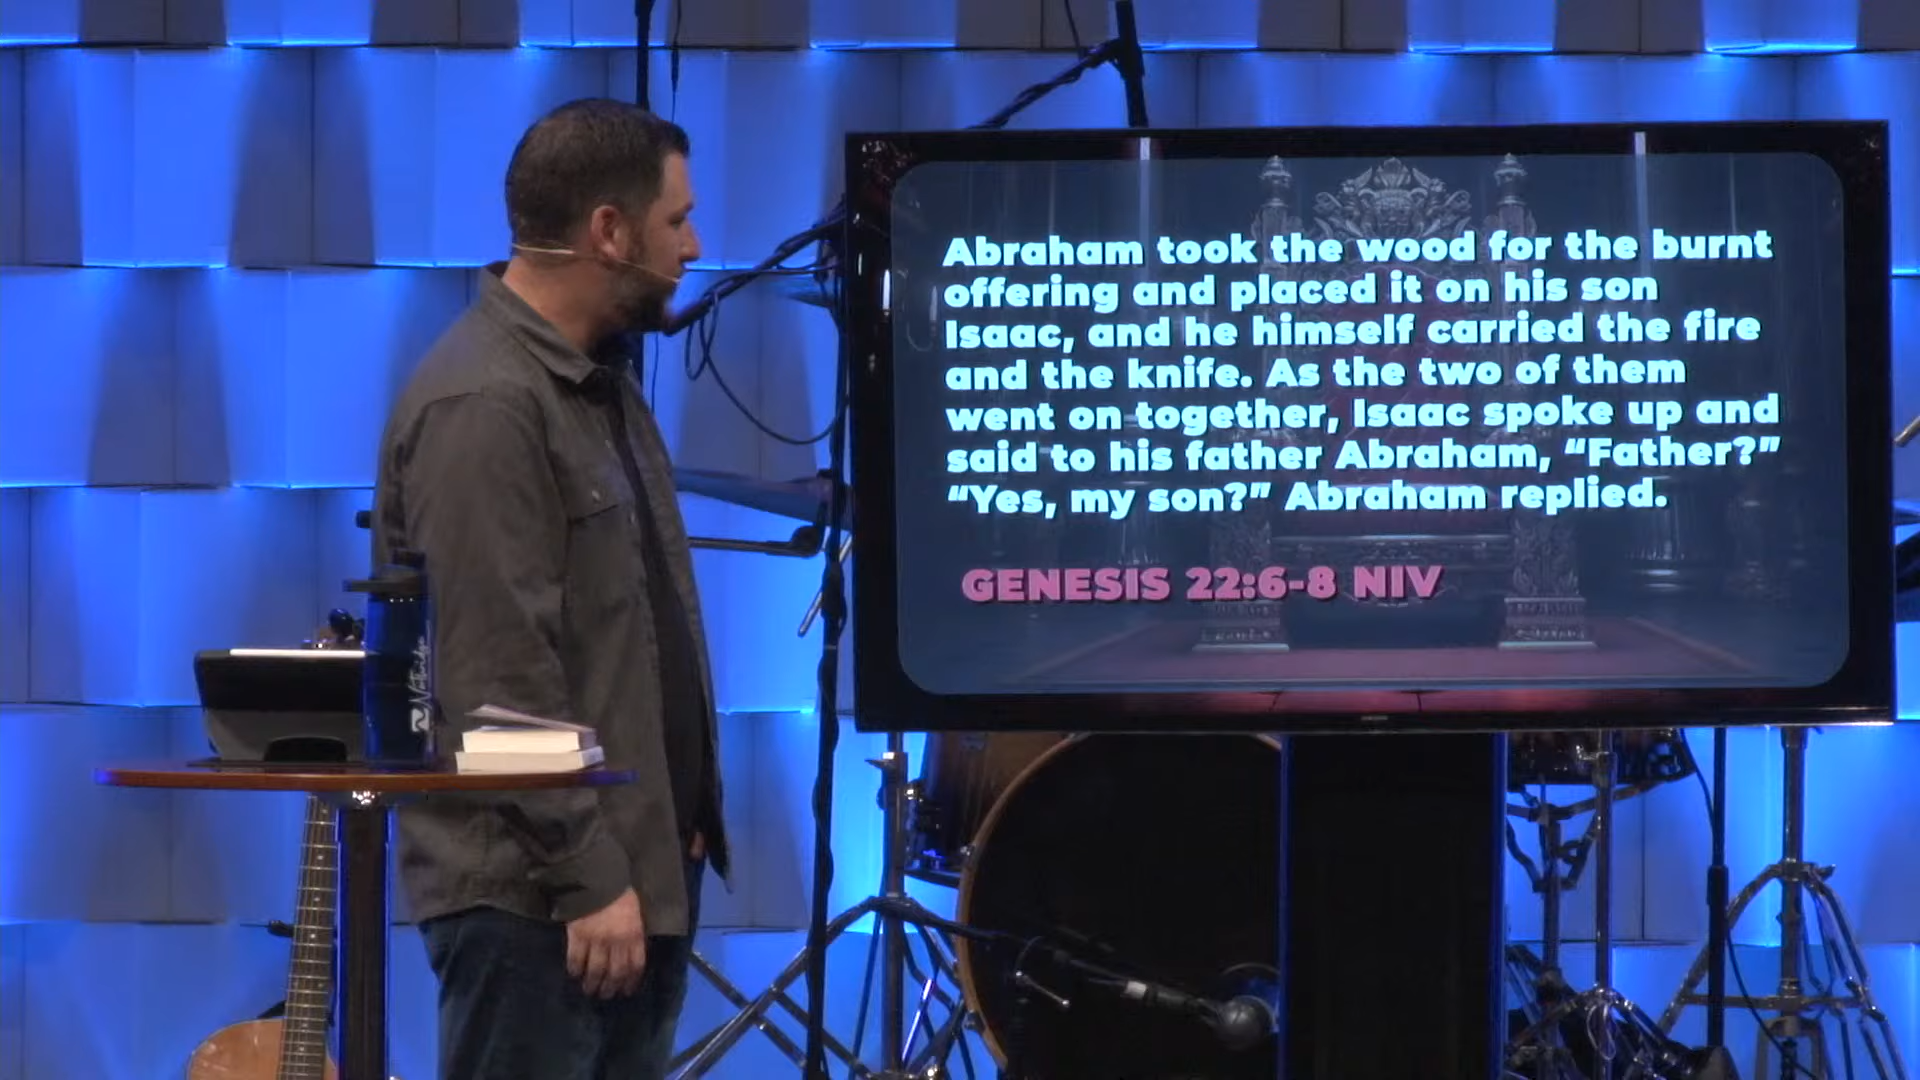 Abraham took the wood for the burnt
offering and placed it on his son
Isaac, and he himself carried the fire
and the knife. As the two of them
went on together, Isaac spoke up and
said to his father Abraham, “Father?”
“Yes, my son?” Abraham replied.
GENESIS 22:6-8 NIV
Northridge